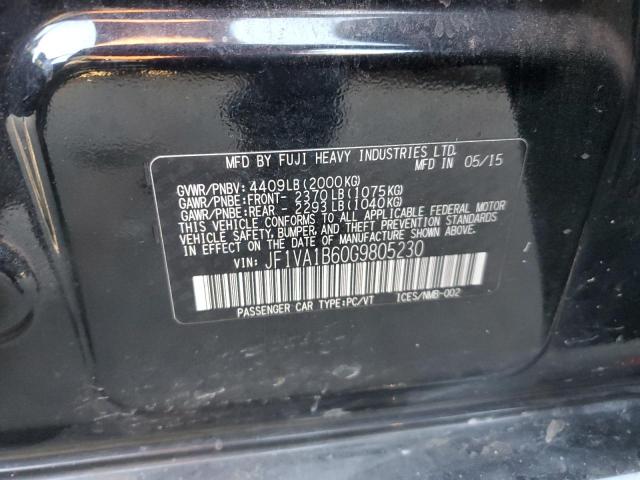 MFD BY FUJI HEAVY INDUSTRIES LTD.
MFD IN 05/15
GVWR/PNBV: 4409LB(2000KG)
GAWR/PNBE:FRONT- 2370LB(1075KG)
GAWR/PNBE:REAR - 2293LB(1040KG)
THIS VEHICLE CONFORMS TO ALL APPLICABLE FEDERAL MOTOR
VEHICLE SAFETY, BUMPER, AND THEFT PREVENTION STANDARDS
IN EFFECT ON THE DATE OF MANUFACTURE SHOWN ABOVE.
VIN: JF1VA1B60G9805230
PASSENGER CAR TYPE:PC/VT ICES/NMB-002